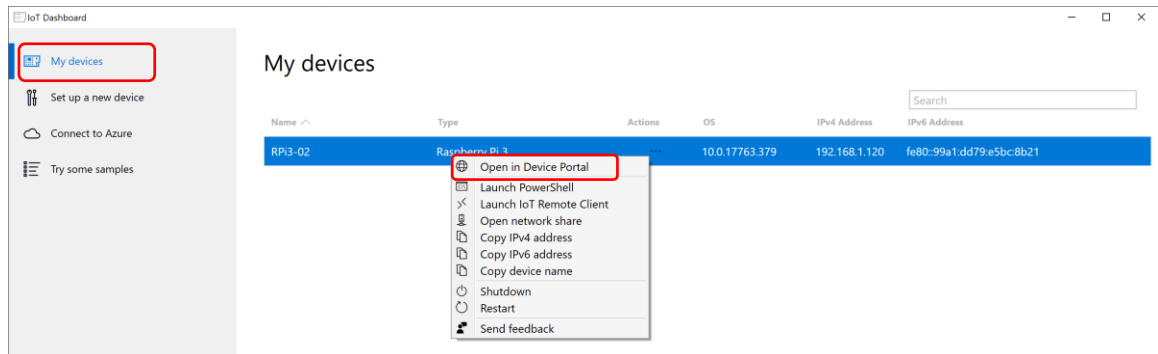 IoT Dashboard
My devices
Set up a new device
Connect to Azure
Try some samples
My devices
Search
Name Type Actions OS IPv4 Address IPv6 Address
RPi3-02 Raspberry Pi 3 ... 10.0.17763.379 192.168.1.120 fe80::99a1:dd79:e5bc:8b21
Open in Device Portal
Launch PowerShell
Launch IoT Remote Client
Open network share
Copy IPv4 address
Copy IPv6 address
Copy device name
Shutdown
Restart
Send feedback